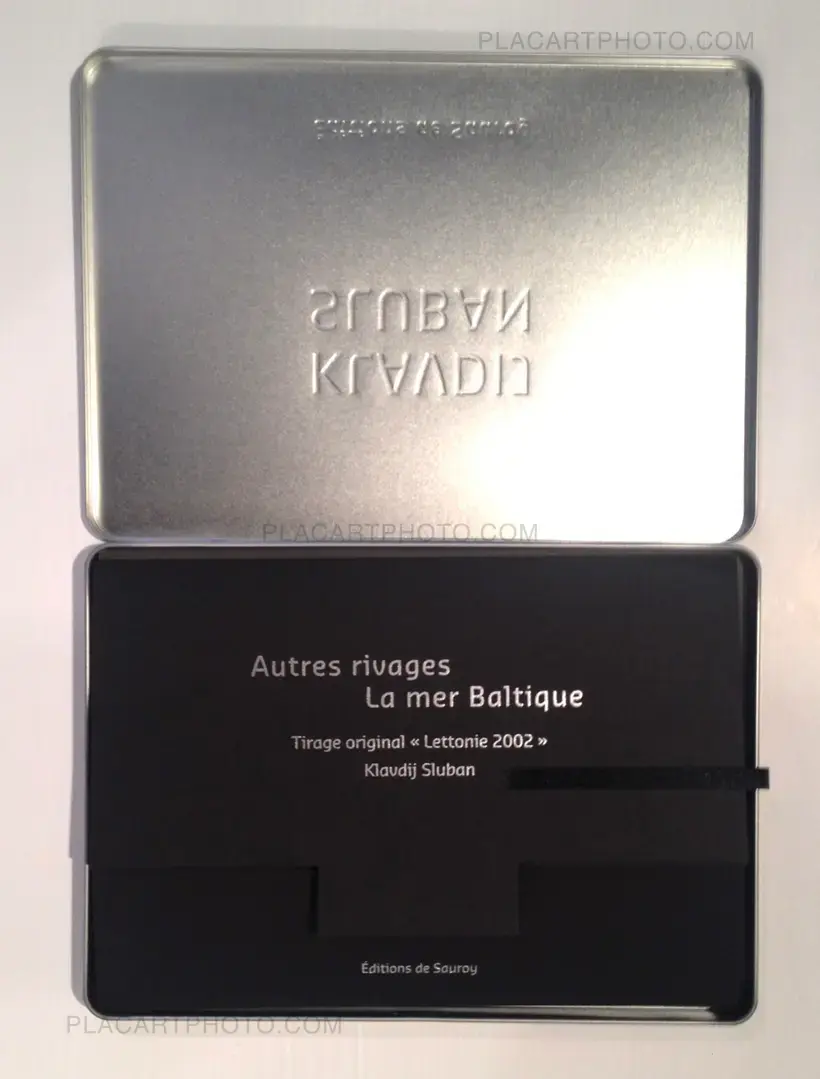 PLACARTPHOTO.COM
Éditions de Sauroy
SLUBAN
KLAVDIJ
PLACARTPHOTO.COM
Autres rivages
La mer Baltique
Tirage original « Lettonie 2002 »
Klavdij Sluban
Éditions de Sauroy
PLACARTPHOTO.COM